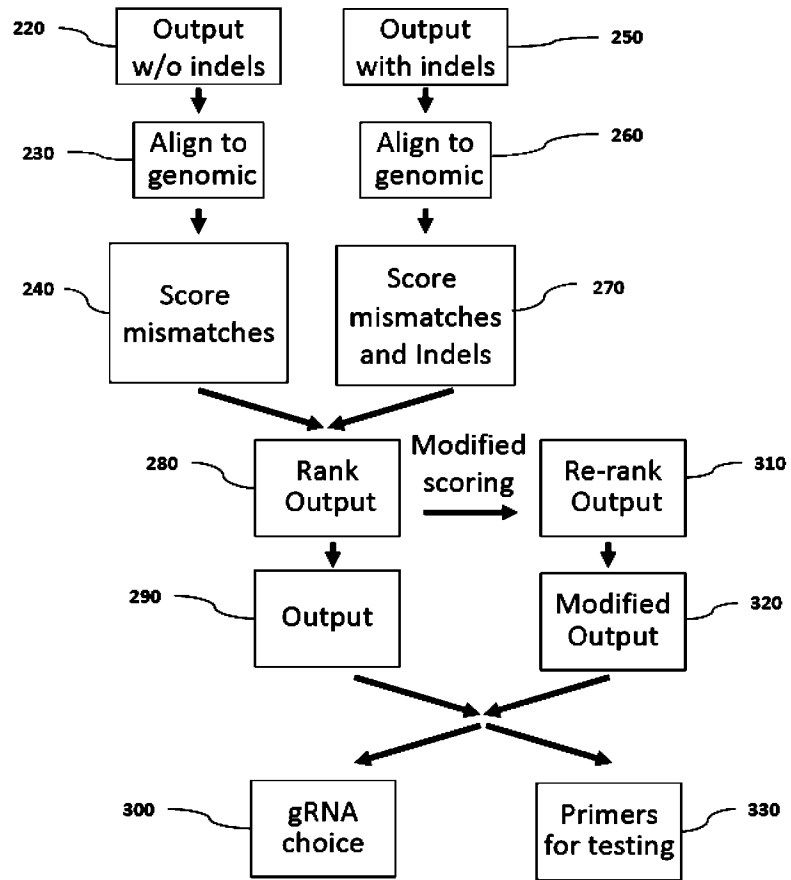 220
Output
w/o indels
Output
with indels
250
230
Align to
genomic
Align to
genomic
260
240
Score
mismatches
Score
mismatches
and Indels
270
280
Rank
Output
Modified
scoring
Re-rank
Output
310
290
Output
Modified
Output
320
300
gRNA
choice
Primers
for testing
330